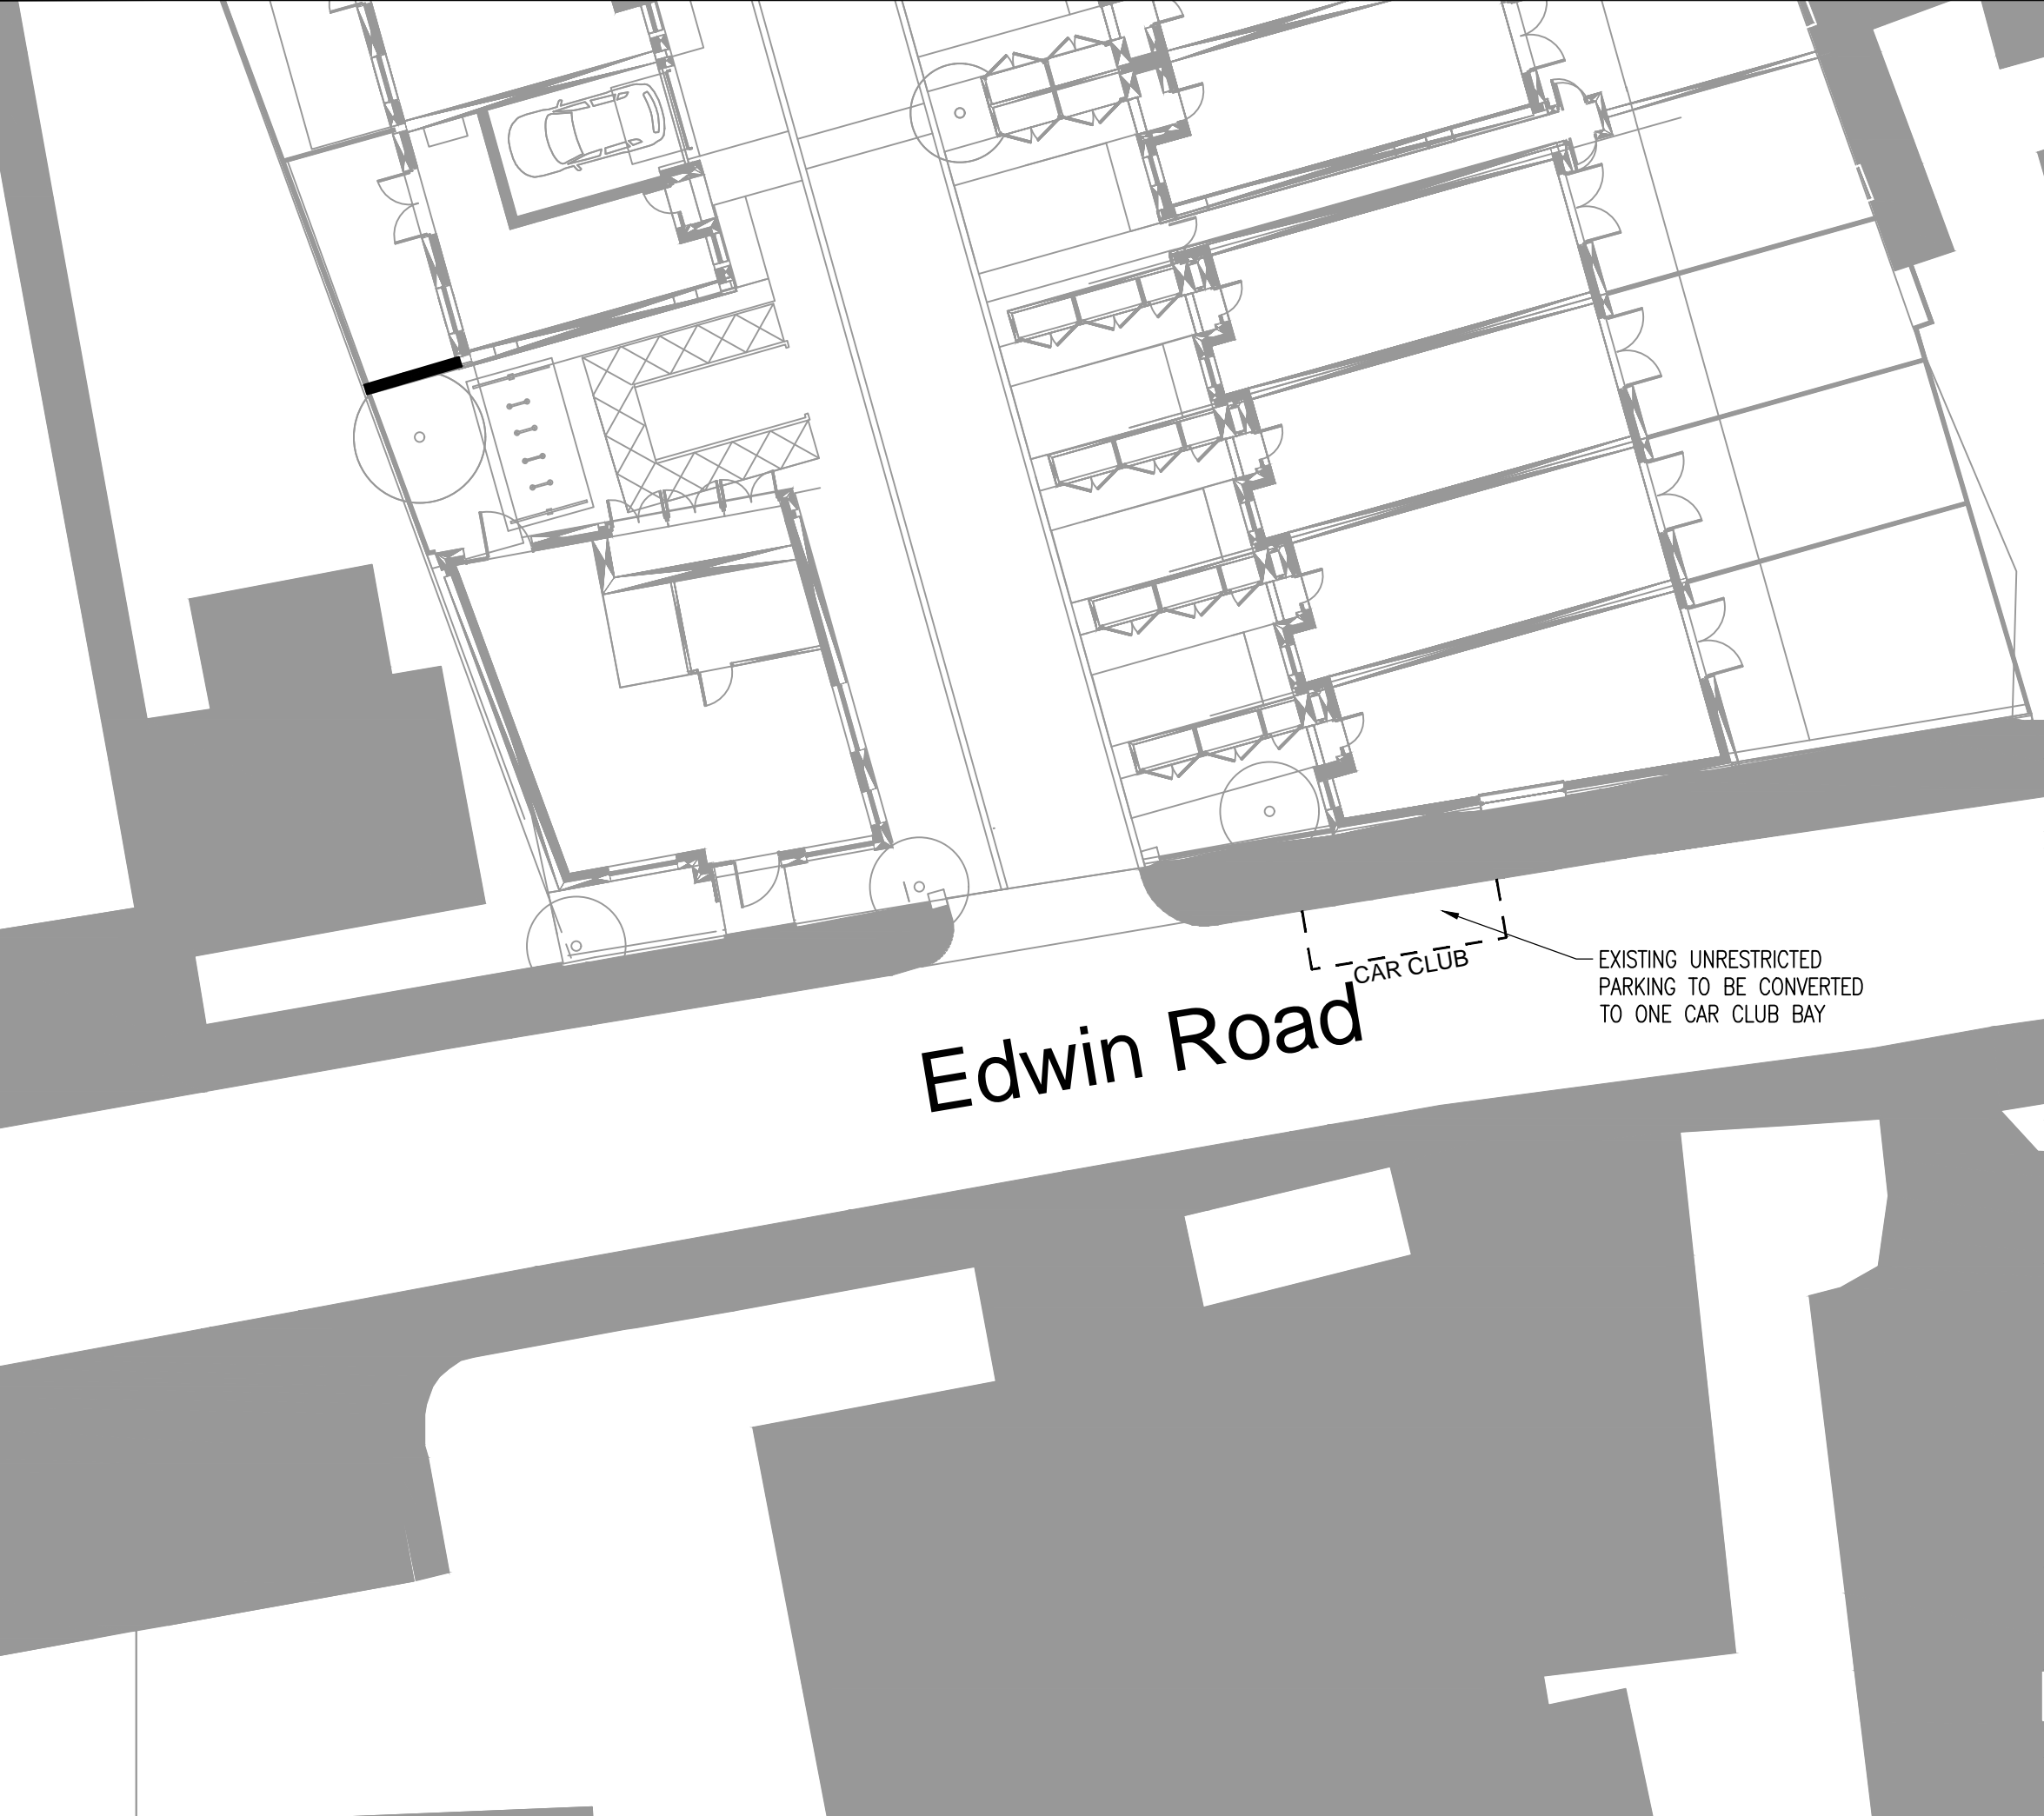 EXISTING UNRESTRICTED
PARKING TO BE CONVERTED
TO ONE CAR CLUB BAY
CAR CLUB
Edwin Road